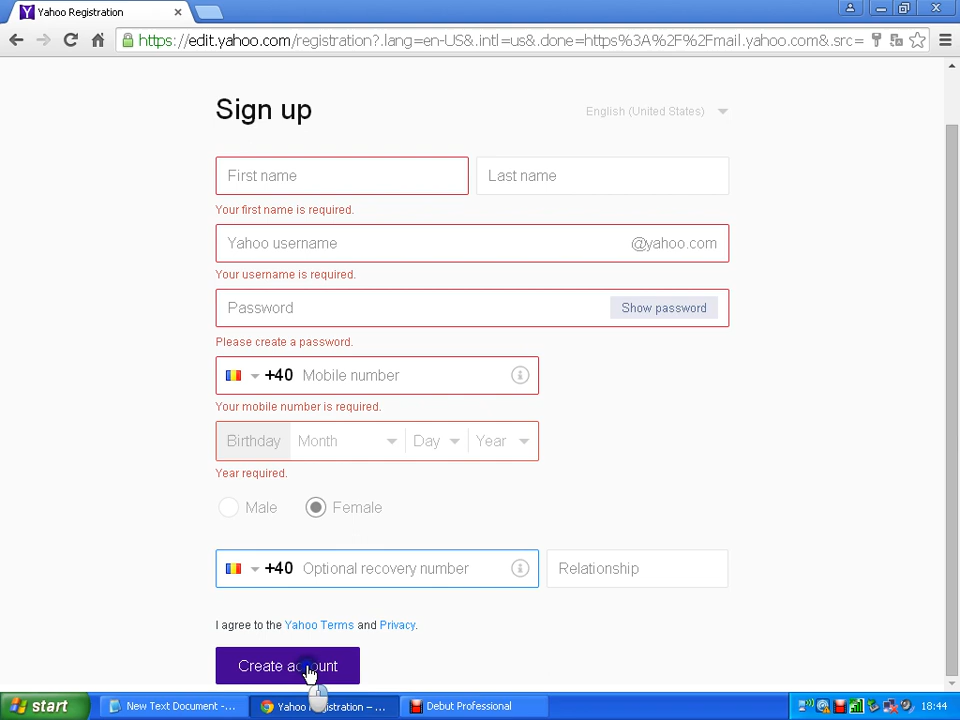 Yahoo Registration
https://edit.yahoo.com/registration?.lang=en-US&.intl=us&.done=https%3A%2F%2Fmail.yahoo.com&.src=
Sign up
English (United States)
First name
Last name
Your first name is required.
Yahoo username
@yahoo.com
Your username is required.
Password
Show password
Please create a password.
+40 Mobile number
Your mobile number is required.
Birthday Month Day Year
Year required.
Male Female
+40 Optional recovery number
Relationship
I agree to the Yahoo Terms and Privacy.
Create account
start
New Text Document -...
Yahoo Registration – ...
Debut Professional
18:44